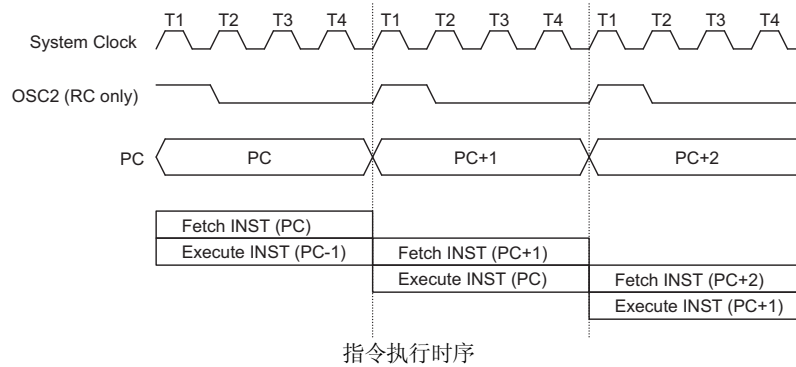 T1 T2 T3 T4 T1 T2 T3 T4 T1 T2 T3 T4
System Clock
OSC2 (RC only)
PC PC PC+1 PC+2
Fetch INST (PC)
Execute INST (PC-1) Fetch INST (PC+1)
Execute INST (PC) Fetch INST (PC+2)
Execute INST (PC+1)
指令执行时序